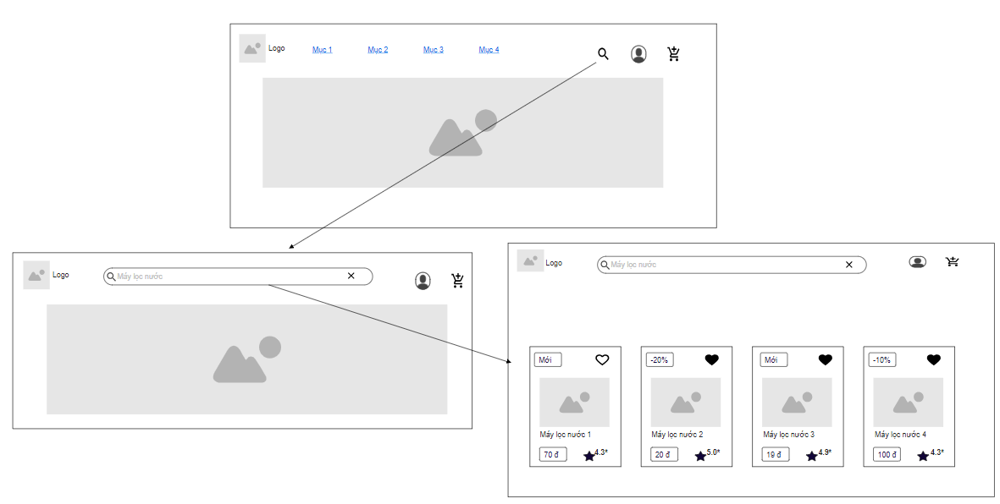 Logo
Mục 1
Mục 2
Mục 3
Mục 4
Logo
Máy lọc nước
Logo
Máy lọc nước
Mới
-20%
Mới
-10%
Máy lọc nước 1
Máy lọc nước 2
Máy lọc nước 3
Máy lọc nước 4
70 đ
4.3*
20 đ
5.0*
19 đ
4.9*
100 đ
4.3*